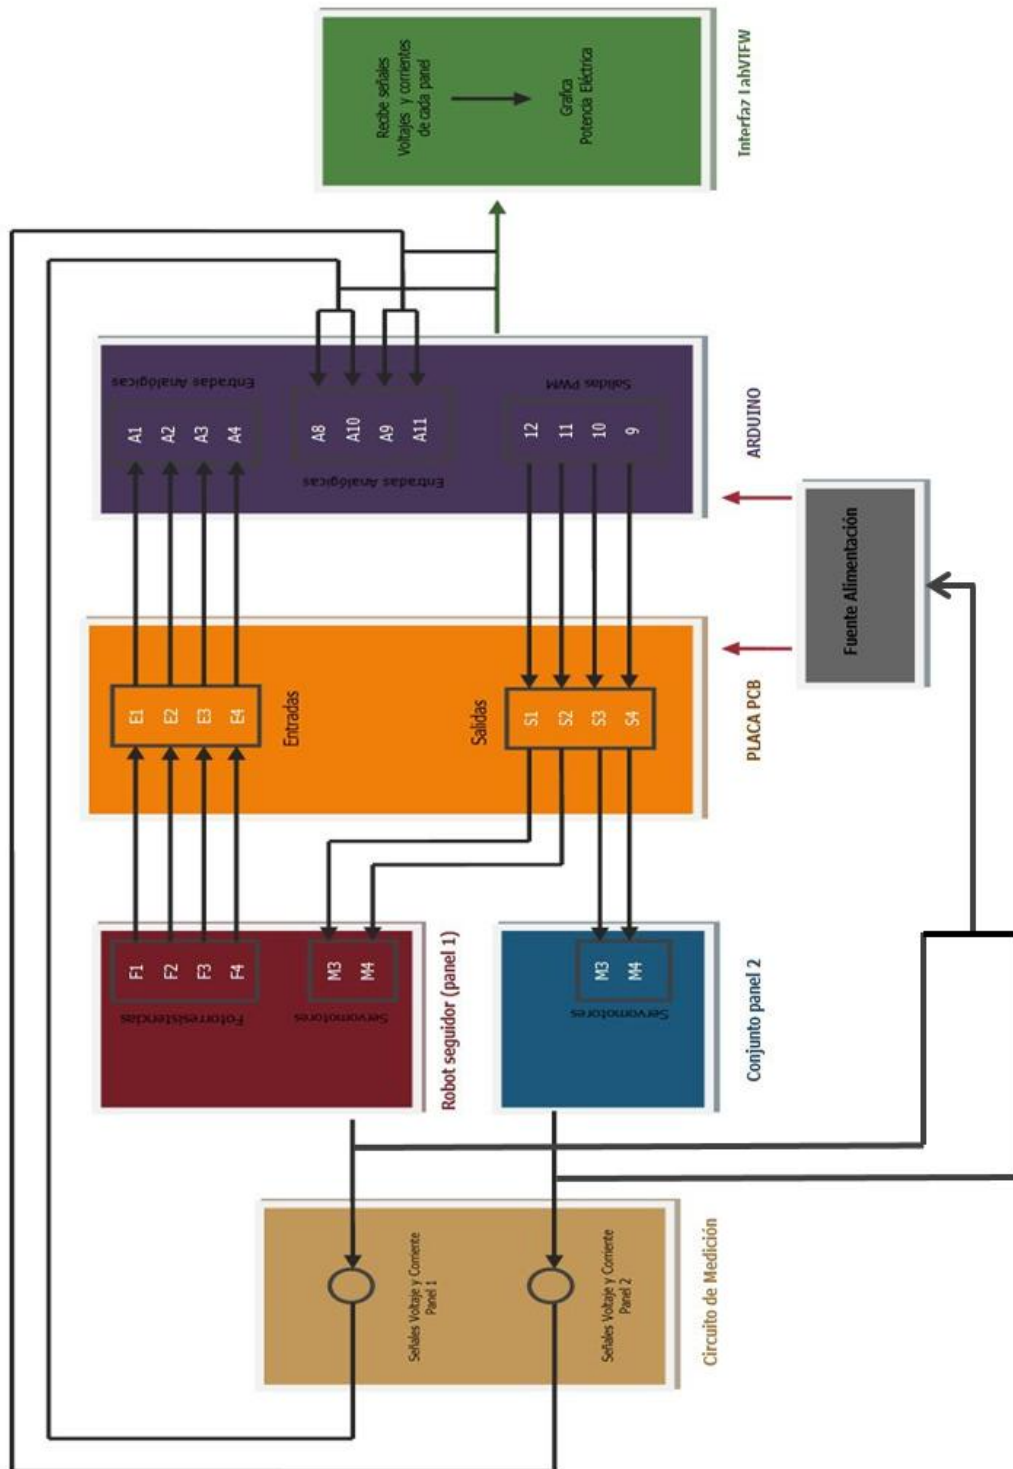 Recibe señales
Voltajes y corrientes
de cada panel
Grafica
Potencia Eléctrica
Interfaz LabVIEW
Entradas Analógicas
A1
A2
A3
A4
Entradas Analógicas
A8
A10
A9
A11
Salidas PWM
12
11
10
9
ARDUINO
Fuente Alimentación
E1
E2
E3
E4
Entradas
Salidas
S1
S2
S3
S4
PLACA PCB
F1
F2
F3
F4
Fotorresistencias
M3
M4
Servomotores
Robot seguidor (panel 1)
M3
M4
Servomotores
Conjunto panel 2
Señales Voltaje y Corriente
Panel 1
Señales Voltaje y Corriente
Panel 2
Circuito de Medición